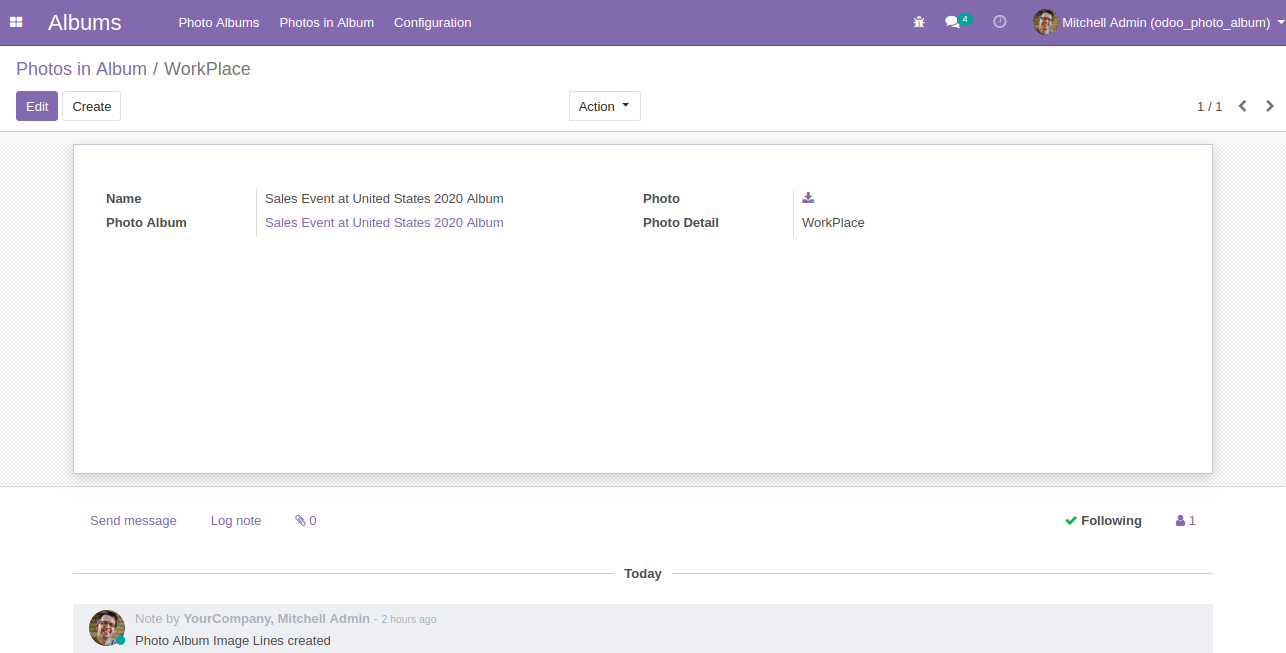 Albums Photo Albums Photos in Album Configuration 4 Mitchell Admin (odoo_photo_album)
Photos in Album / WorkPlace
Edit Create Action 1 / 1
Name Sales Event at United States 2020 Album Photo
Photo Album Sales Event at United States 2020 Album Photo Detail WorkPlace
Send message Log note 0 Following 1
Today
Note by YourCompany, Mitchell Admin - 2 hours ago
Photo Album Image Lines created